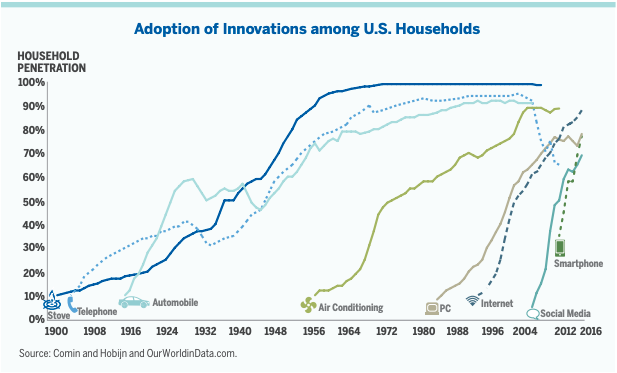 Adoption of Innovations among U.S. Households
HOUSEHOLD
PENETRATION
100%
90%
80%
70%
60%
50%
40%
30%
20%
10%
0%
Stove
Telephone
Automobile
Air Conditioning
PC
Internet
Social Media
Smartphone
1900 1908 1916 1924 1932 1940 1948 1956 1964 1972 1980 1988 1996 2004 2012 2016
Source: Comin and Hobijn and OurWorldinData.com.